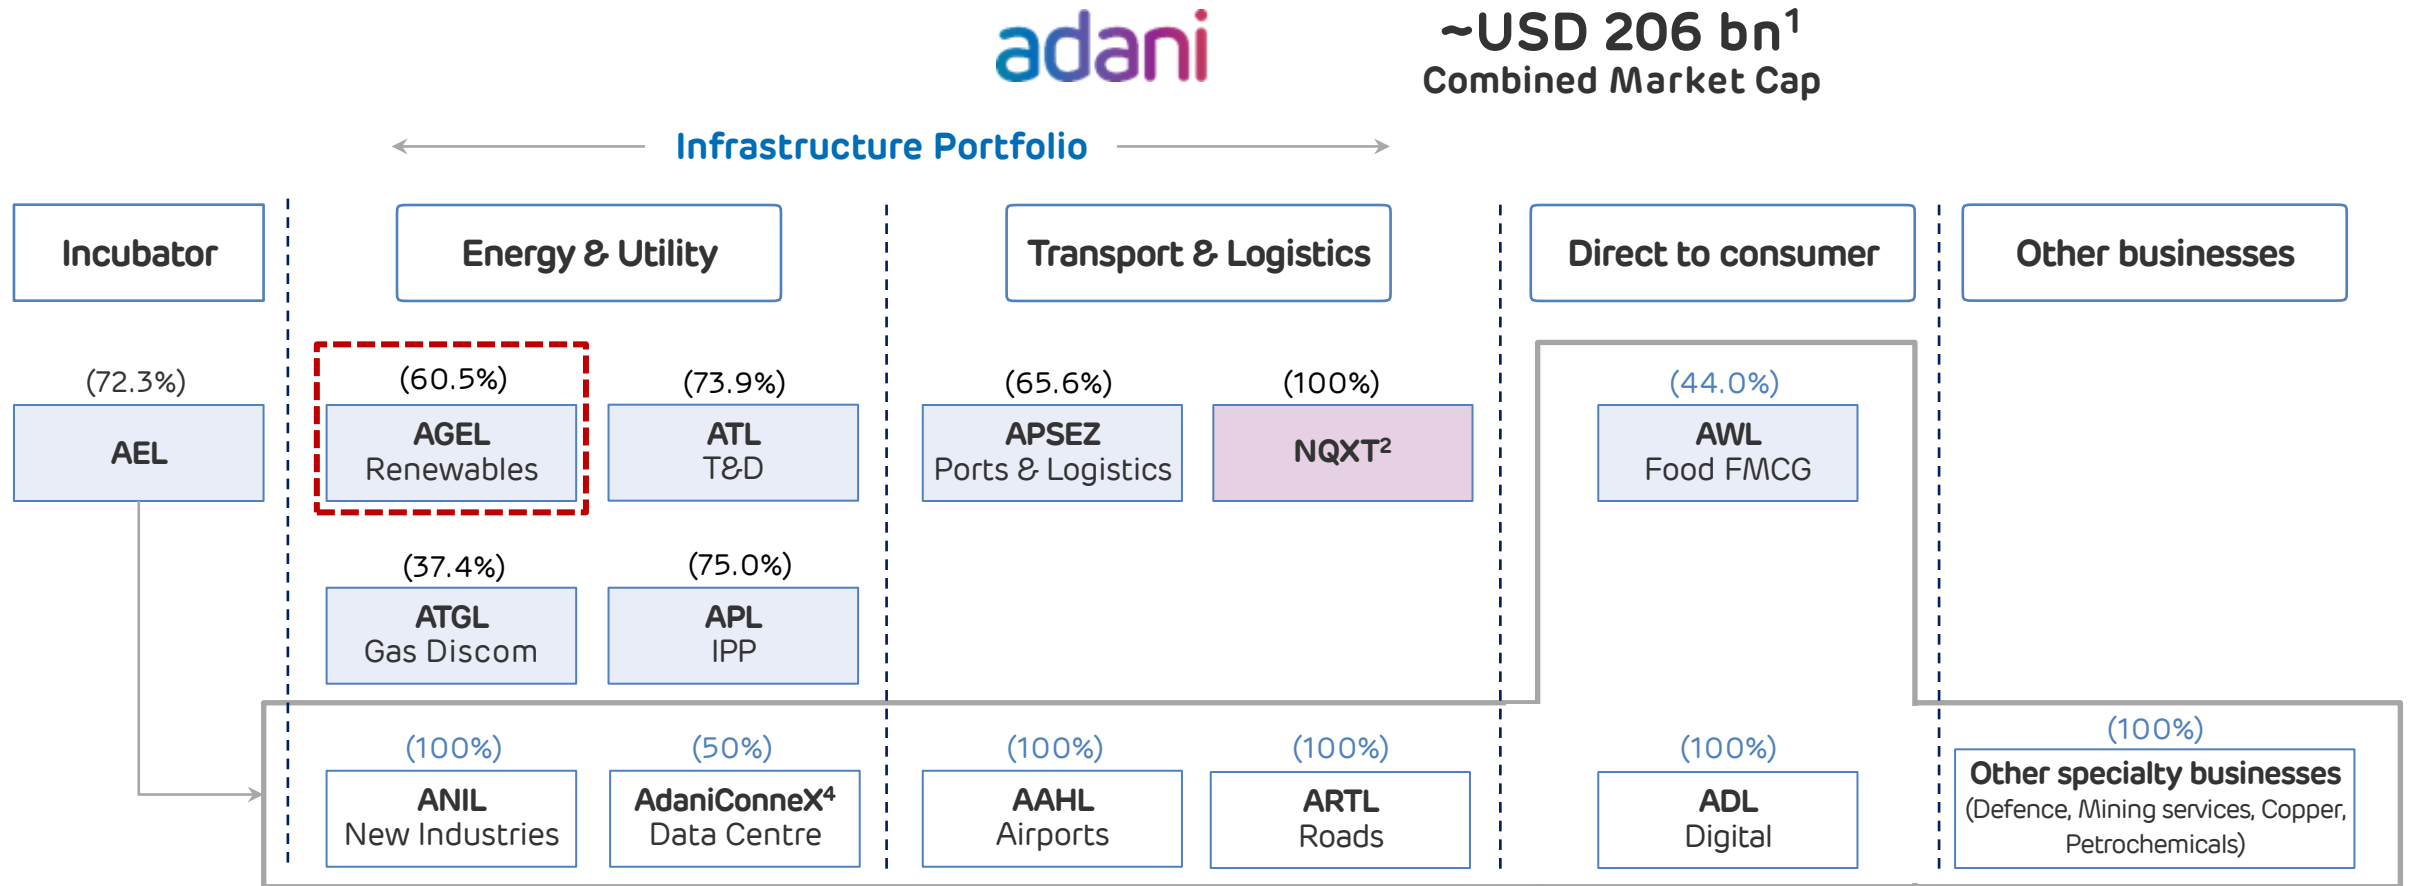 adani
~USD 206 bn¹
Combined Market Cap
Infrastructure Portfolio
Incubator
Energy & Utility
Transport & Logistics
Direct to consumer
Other businesses
(72.3%)
AEL
(60.5%)
AGEL
Renewables
(73.9%)
ATL
T&D
(65.6%)
APSEZ
Ports & Logistics
(100%)
NQXT²
(44.0%)
AWL
Food FMCG
(37.4%)
ATGL
Gas Discom
(75.0%)
APL
IPP
(100%)
ANIL
New Industries
(50%)
AdaniConneX⁴
Data Centre
(100%)
AAHL
Airports
(100%)
ARTL
Roads
(100%)
ADL
Digital
(100%)
Other specialty businesses
(Defence, Mining services, Copper,
Petrochemicals)